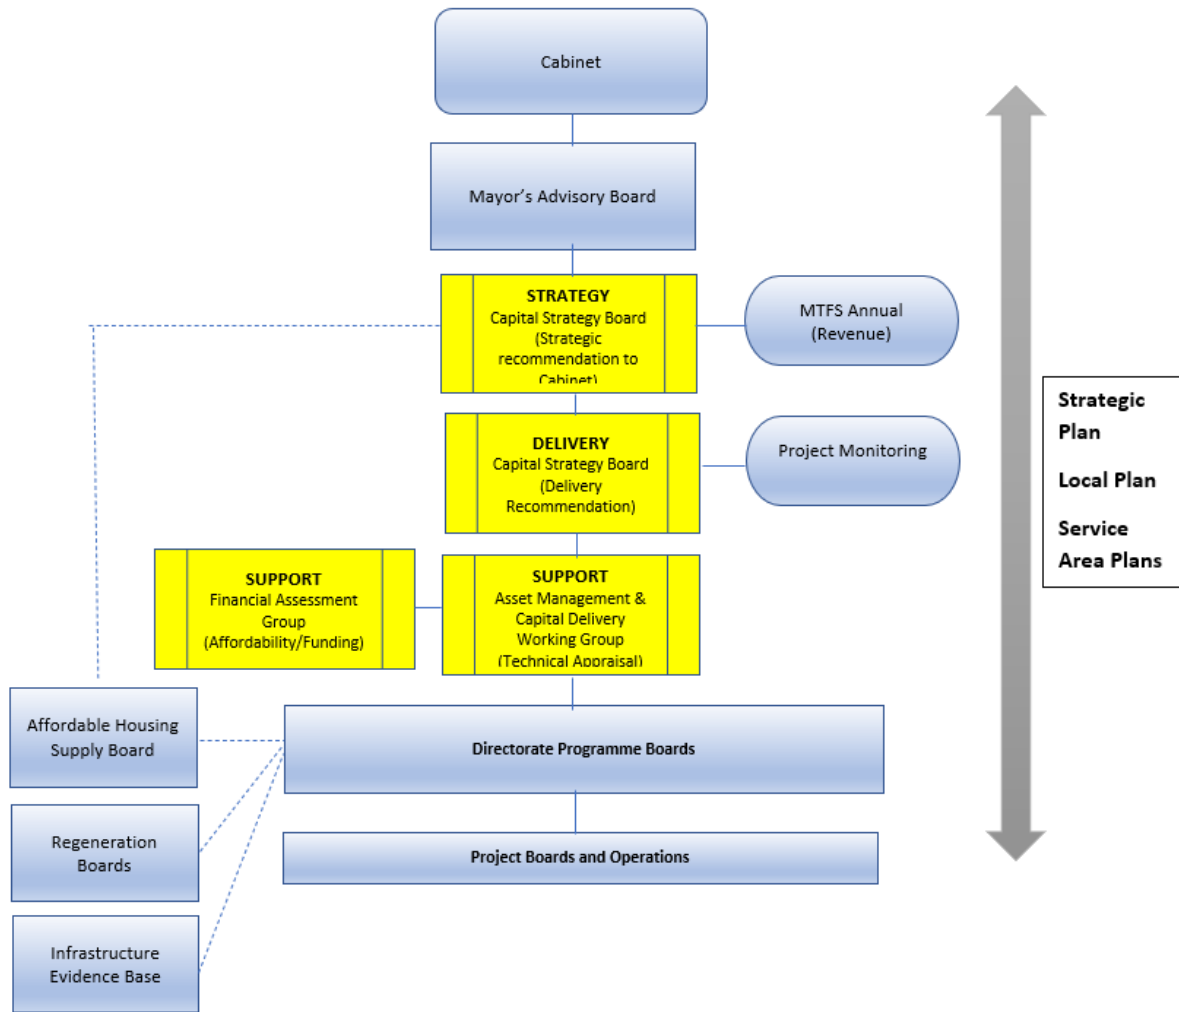 Cabinet
Mayor’s Advisory Board
STRATEGY
Capital Strategy Board
(Strategic
recommendation to
Cabinet)
MTFS Annual
(Revenue)
DELIVERY
Capital Strategy Board
(Delivery
Recommendation)
Project Monitoring
Strategic
Plan
Local Plan
Service
Area Plans
SUPPORT
Financial Assessment
Group
(Affordability/Funding)
SUPPORT
Asset Management &
Capital Delivery
Working Group
(Technical Appraisal)
Affordable Housing
Supply Board
Directorate Programme Boards
Regeneration
Boards
Project Boards and Operations
Infrastructure
Evidence Base